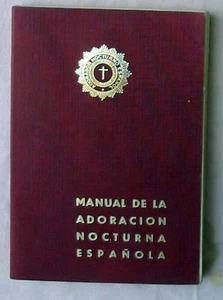 MANUAL DE LA
ADORACION
NOCTURNA
ESPAÑOLA